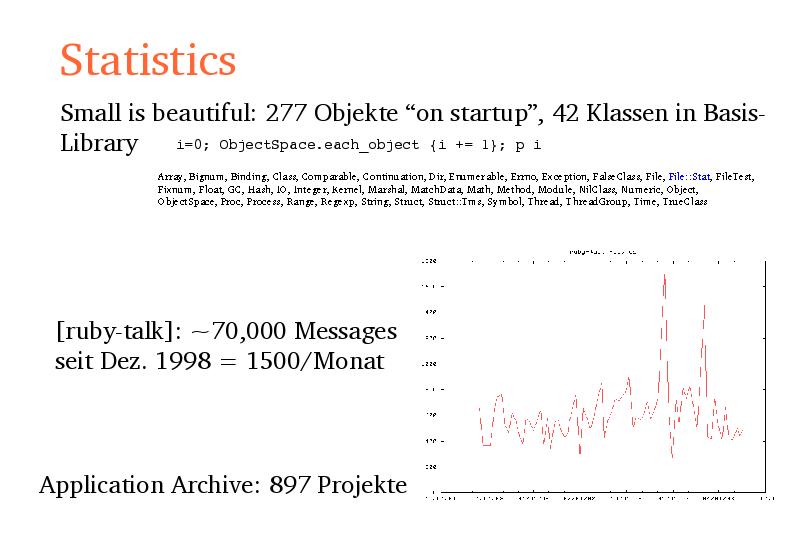 Statistics
Small is beautiful: 277 Objekte “on startup”, 42 Klassen in Basis-
Library i=0; ObjectSpace.each_object {i += 1}; p i
Array, Bignum, Binding, Class, Comparable, Continuation, Dir, Enumerable, Errno, Exception, FalseClass, File, File::Stat, FileTest,
Fixnum, Float, GC, Hash, IO, Integer, Kernel, Marshal, MatchData, Math, Method, Module, NilClass, Numeric, Object,
ObjectSpace, Proc, Process, Range, Regexp, String, Struct, Struct::Tms, Symbol, Thread, ThreadGroup, Time, TrueClass
[ruby-talk]: ~70,000 Messages
seit Dez. 1998 = 1500/Monat
Application Archive: 897 Projekte